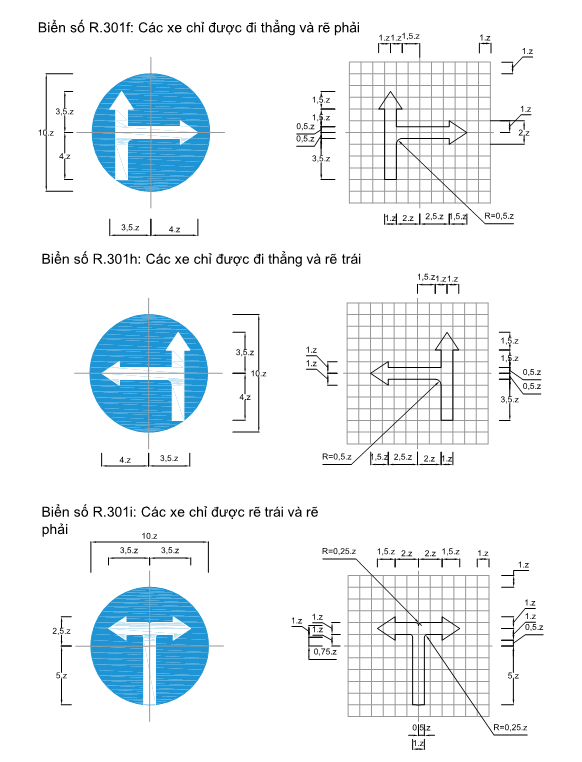 Biển số R.301f: Các xe chỉ được đi thẳng và rẽ phải
1.z 1.z 1,5.z 1.z
1.z
3,5.z
10.z
4.z
1,5.z
1,5.z
0,5.z
0,5.z
3,5.z
1.z
2.z
3,5.z 4.z
1.z 2.z 2,5.z 1,5.z R=0,5.z
Biển số R.301h: Các xe chỉ được đi thẳng và rẽ trái
1,5.z 1.z 1.z
3,5.z
10.z
4.z
1.z
1.z
1,5.z
1,5.z
0,5.z
0,5.z
3,5.z
4.z 3,5.z
R=0,5.z 1,5.z 2,5.z 2.z 1.z
Biển số R.301i: Các xe chỉ được rẽ trái và rẽ
phải
10.z
3,5.z 3,5.z
R=0,25.z 1,5.z 2.z 2.z 1,5.z 1.z
1.z
2,5.z
5.z
1.z
1.z
1.z
0,75.z
1.z
1.z
0,5.z
5.z
0,5.z
R=0,25.z
1.z